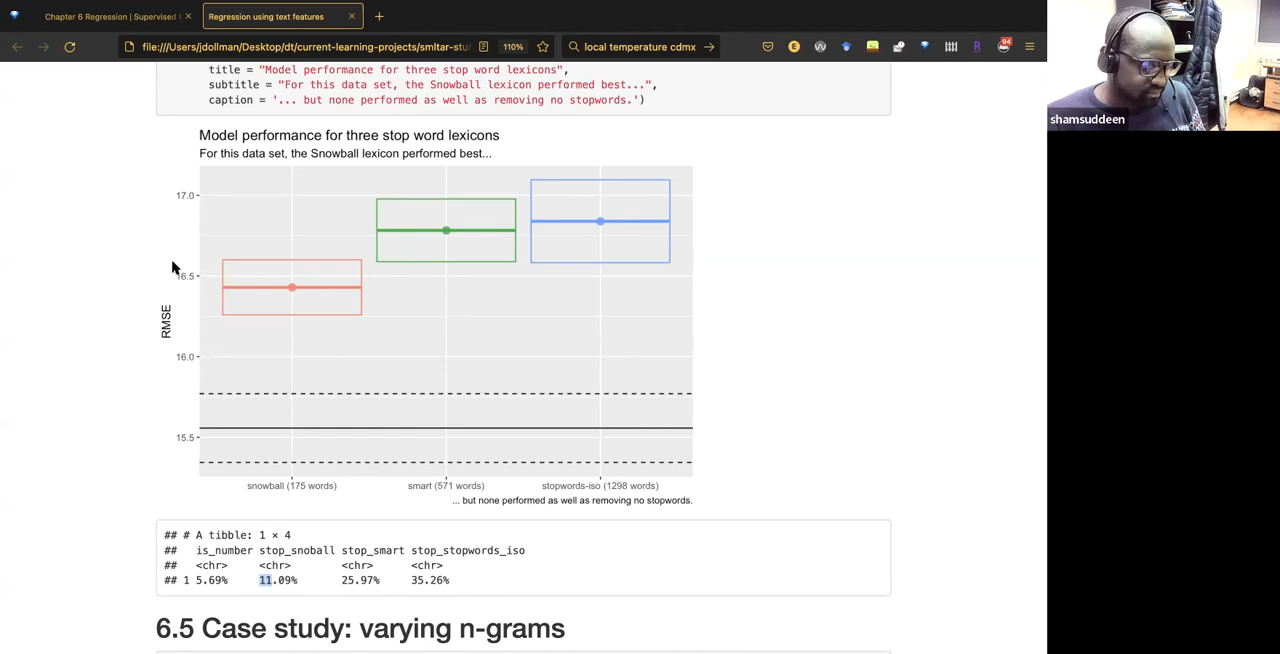 Chapter 6 Regression | Supervised
Regression using text features
file:///Users/jdollman/Desktop/dt/current-learning-projects/smltar-stu
110%
local temperature cdmx
94
title = "Model performance for three stop word lexicons",
subtitle = "For this data set, the Snowball lexicon performed best...",
caption = '... but none performed as well as removing no stopwords.')
Model performance for three stop word lexicons
For this data set, the Snowball lexicon performed best...
17.0
16.5
16.0
15.5
RMSE
snowball (175 words) smart (571 words) stopwords-iso (1298 words)
... but none performed as well as removing no stopwords.
## # A tibble: 1 × 4
## is_number stop_snoball stop_smart stop_stopwords_iso
## <chr> <chr> <chr> <chr>
## 1 5.69% 11.09% 25.97% 35.26%
6.5 Case study: varying n-grams
shamsuddeen